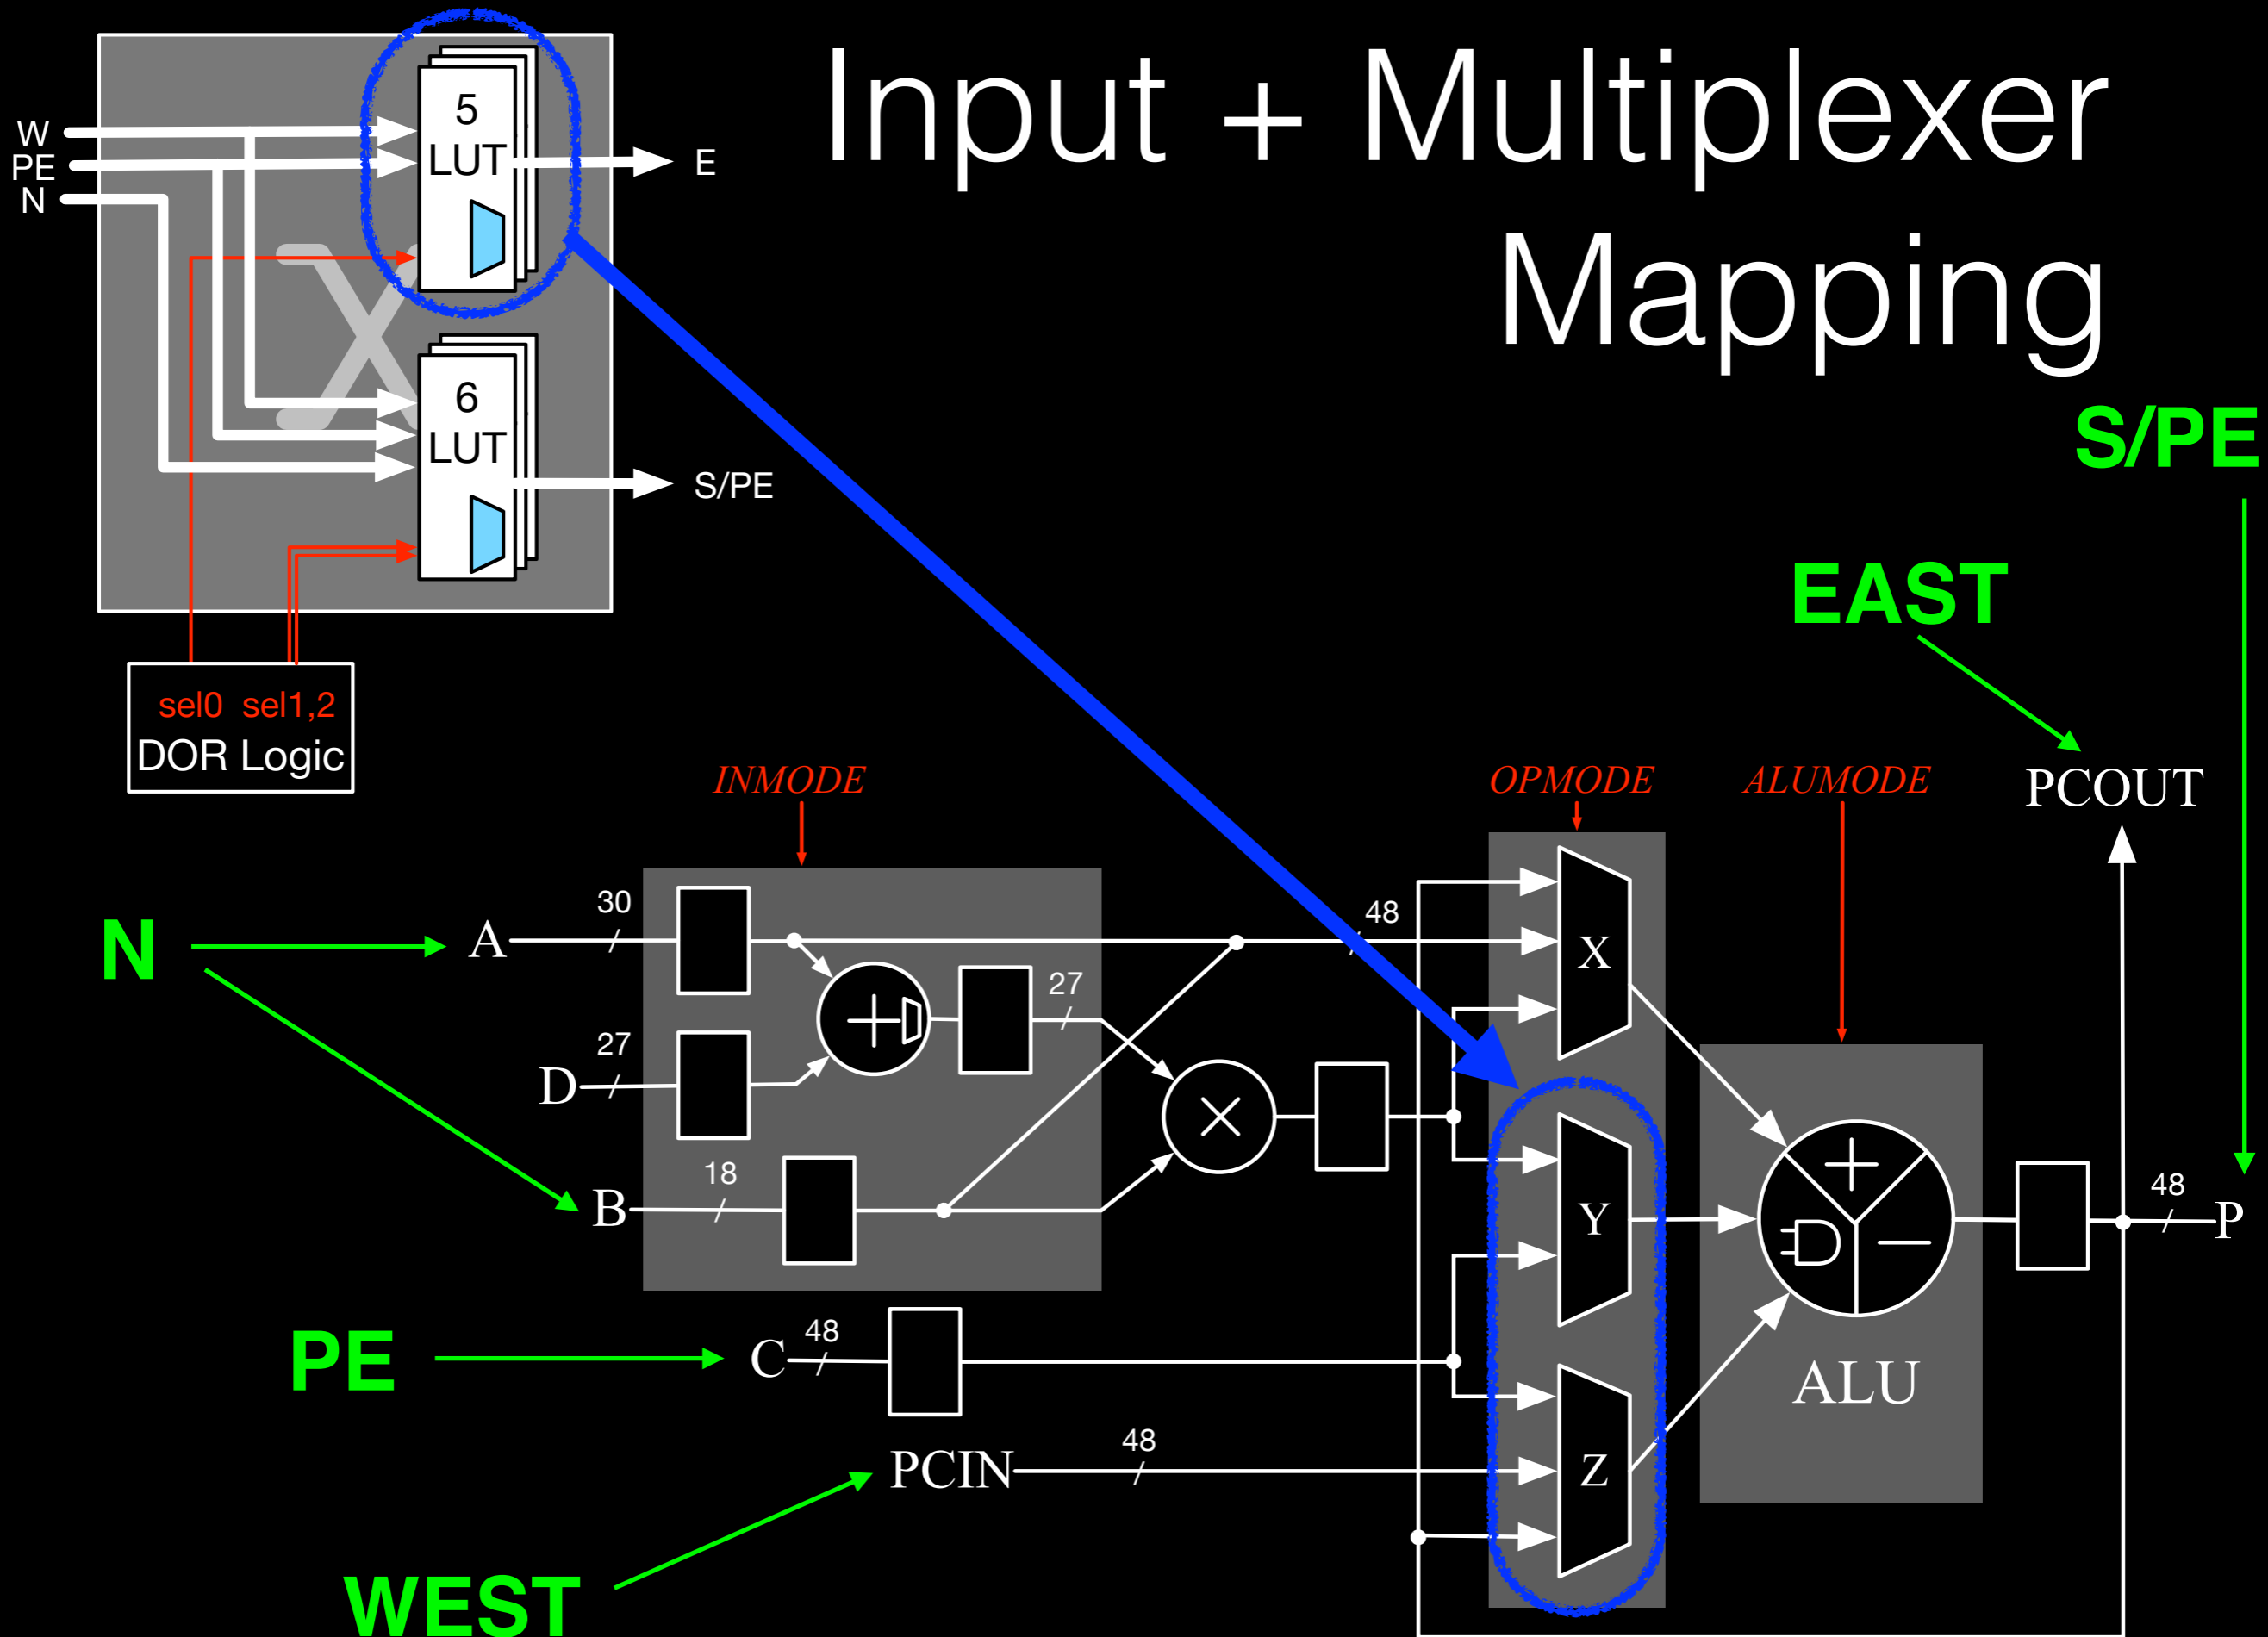 Input + Multiplexer
Mapping
W
PE
N
5
LUT
E
6
LUT
S/PE
sel0 sel1,2
DOR Logic
S/PE
EAST
INMODE
OPMODE
ALUMODE
PCOUT
N
A
30
48
X
27
D
27
B
18
Y
48
P
PE
C
48
ALU
PCIN
48
Z
WEST